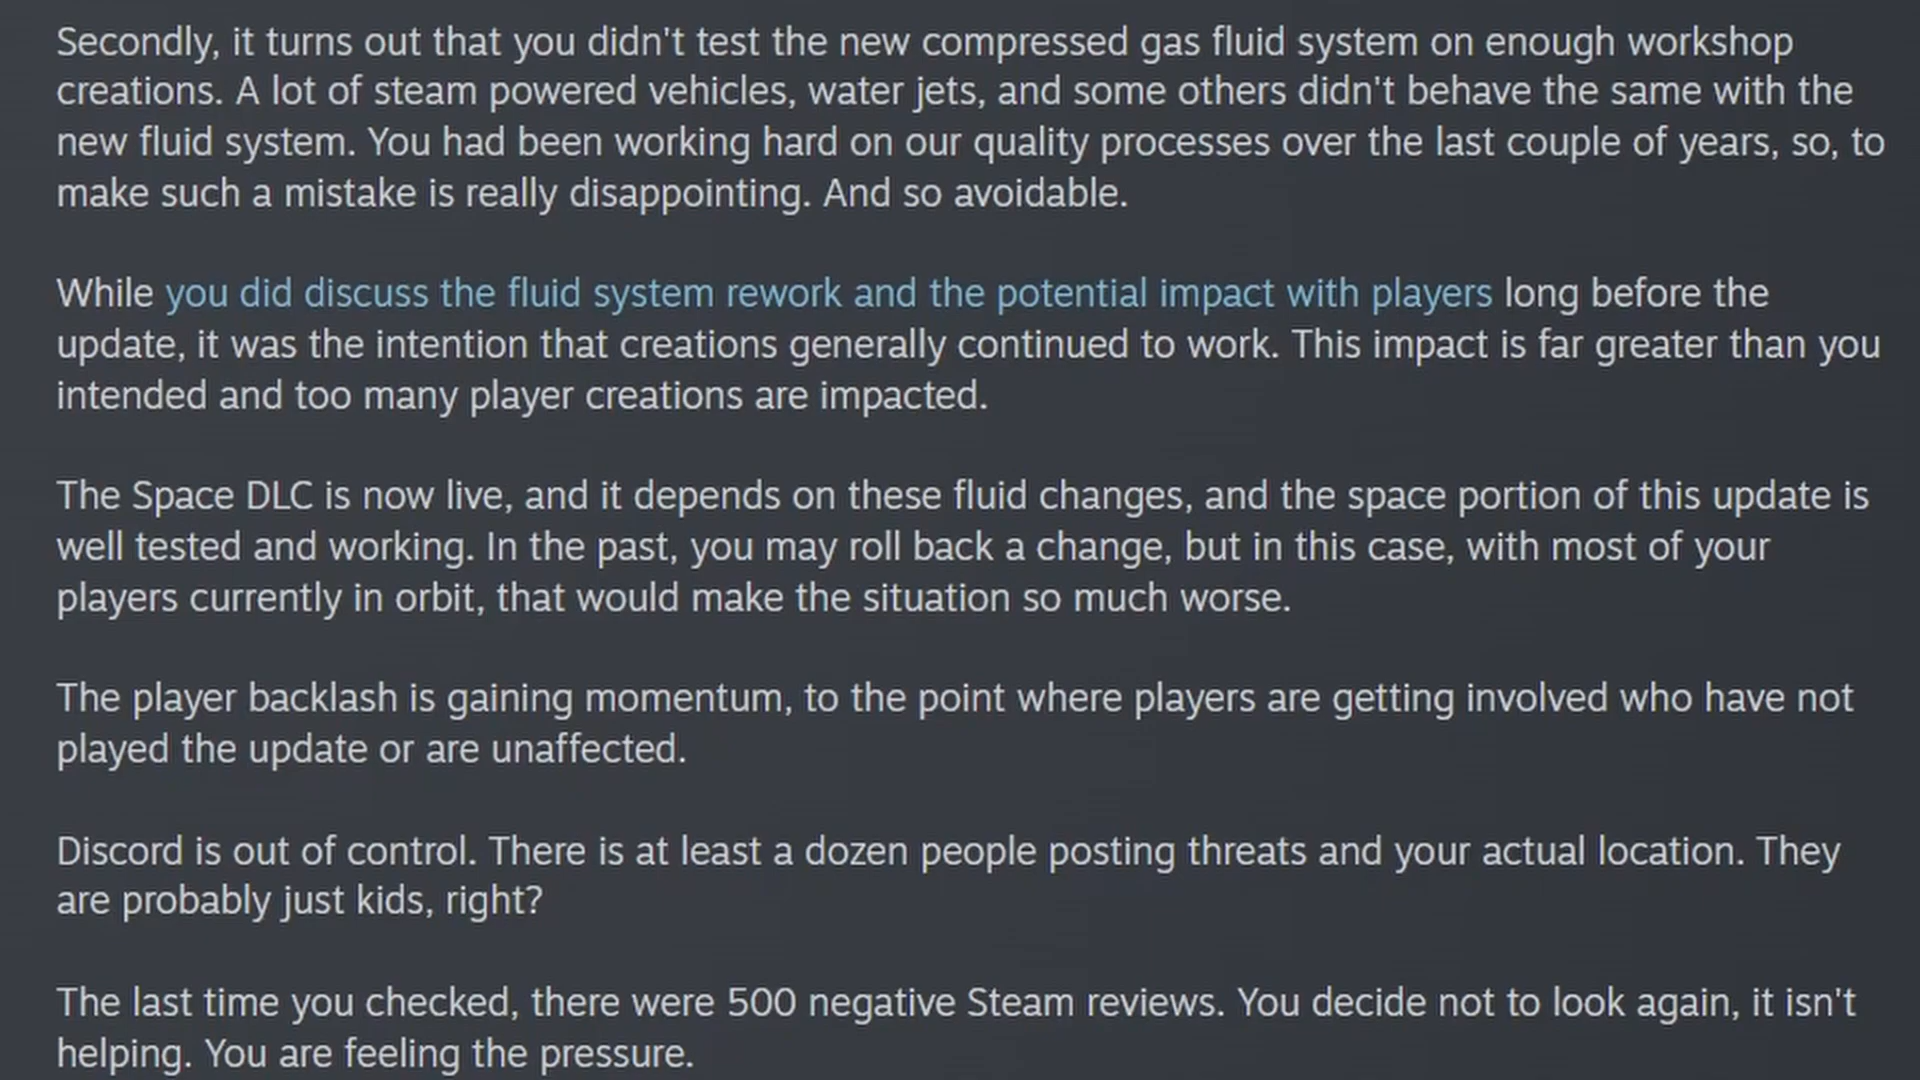 Secondly, it turns out that you didn't test the new compressed gas fluid system on enough workshop
creations. A lot of steam powered vehicles, water jets, and some others didn't behave the same with the
new fluid system. You had been working hard on our quality processes over the last couple of years, so, to
make such a mistake is really disappointing. And so avoidable.
While you did discuss the fluid system rework and the potential impact with players long before the
update, it was the intention that creations generally continued to work. This impact is far greater than you
intended and too many player creations are impacted.
The Space DLC is now live, and it depends on these fluid changes, and the space portion of this update is
well tested and working. In the past, you may roll back a change, but in this case, with most of your
players currently in orbit, that would make the situation so much worse.
The player backlash is gaining momentum, to the point where players are getting involved who have not
played the update or are unaffected.
Discord is out of control. There is at least a dozen people posting threats and your actual location. They
are probably just kids, right?
The last time you checked, there were 500 negative Steam reviews. You decide not to look again, it isn't
helping. You are feeling the pressure.